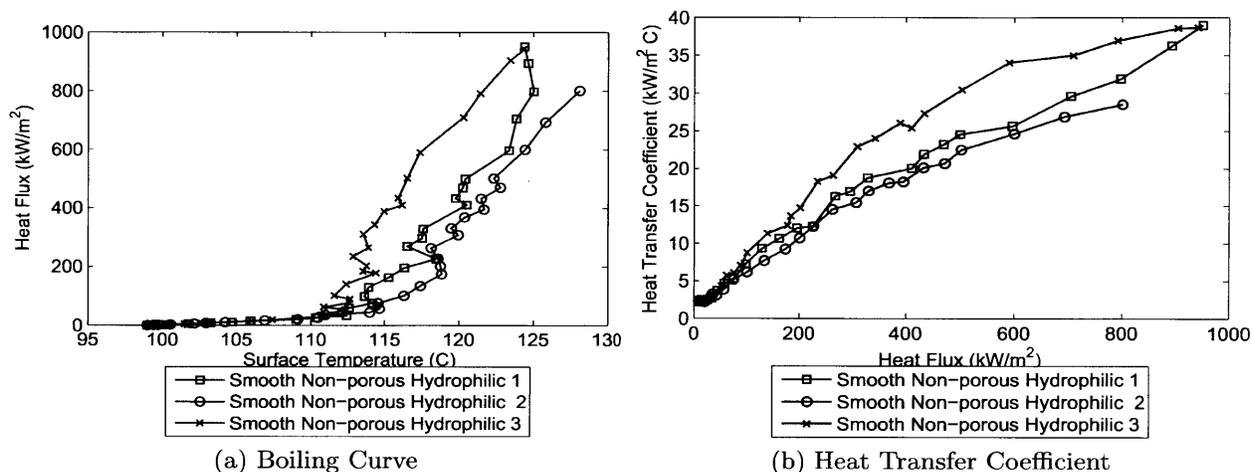 1000
800
600
400
200
0
Heat Flux (kW/m²)
95
100
105
110
115
120
125
130
Surface Temperature (C)
Smooth Non-porous Hydrophilic 1
Smooth Non-porous Hydrophilic 2
Smooth Non-porous Hydrophilic 3
(a) Boiling Curve
40
35
30
25
20
15
10
5
0
Heat Transfer Coefficient (kW/m² C)
0
200
400
600
800
1000
Heat Flux (kW/m²)
Smooth Non-porous Hydrophilic 1
Smooth Non-porous Hydrophilic 2
Smooth Non-porous Hydrophilic 3
(b) Heat Transfer Coefficient